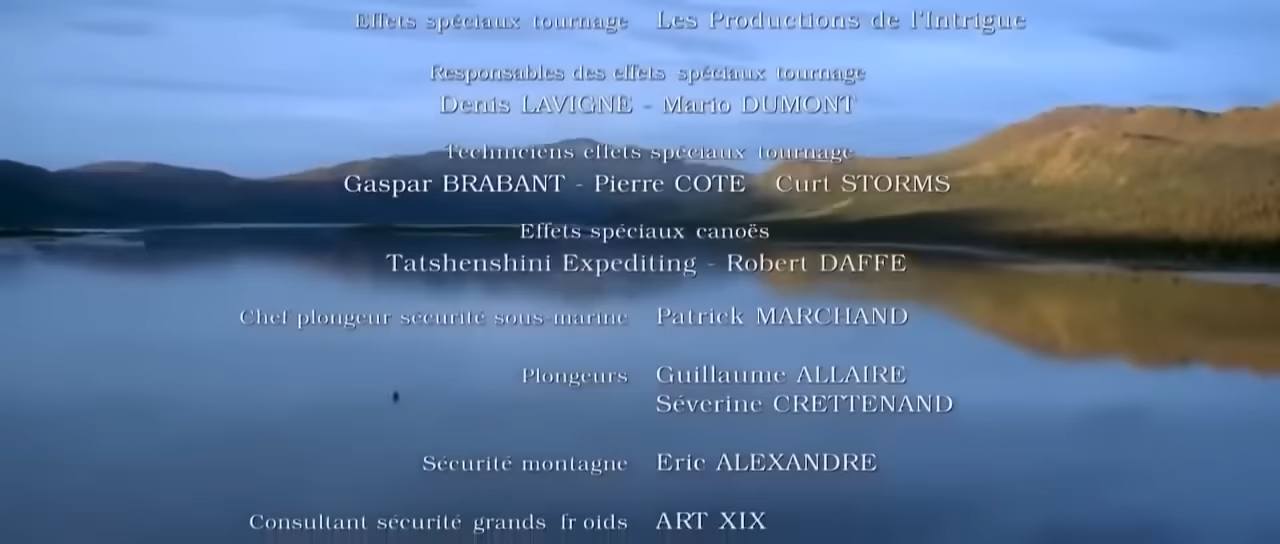 Effets spéciaux tournage Les Productions de l'Intrigue
Responsables des effets spéciaux tournage
Denis LAVIGNE - Mario DUMONT
Techniciens effets spéciaux tournage
Gaspar BRABANT - Pierre COTE Curt STORMS
Effets spéciaux canoës
Tatshenshini Expediting - Robert DAFFE
Chef plongeur sécurité sous-marine Patrick MARCHAND
Plongeurs Guillaume ALLAIRE
Séverine CRETTENAND
Sécurité montagne Eric ALEXANDRE
Consultant sécurité grands fr oids ART XIX